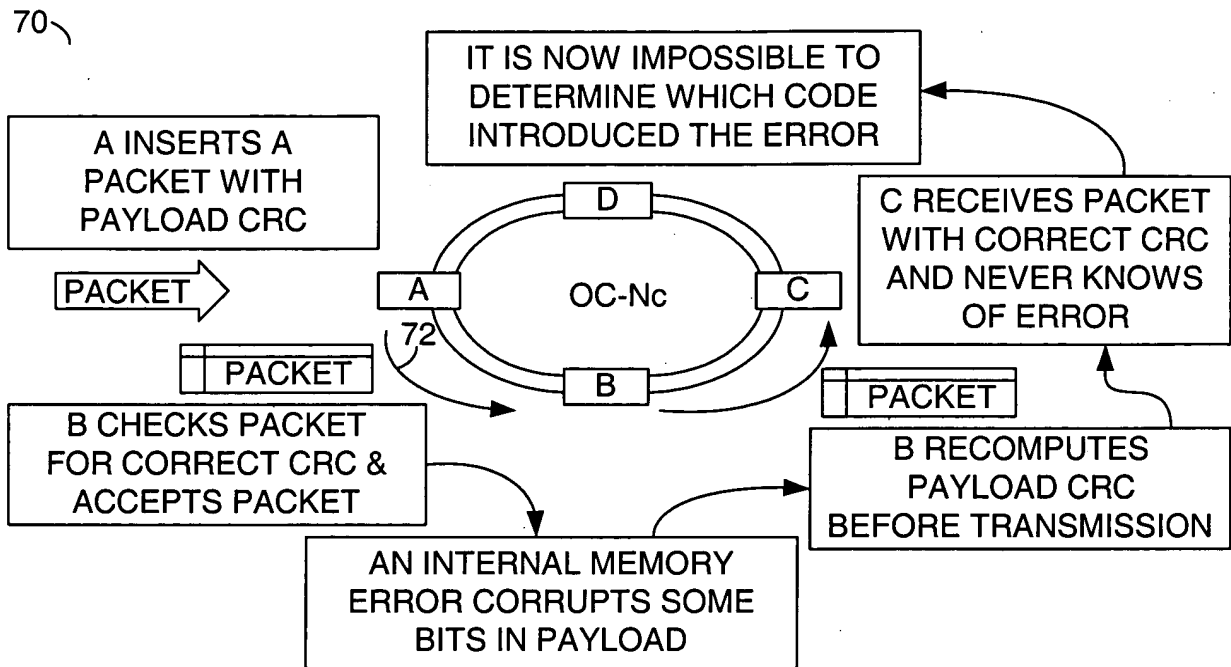 70
IT IS NOW IMPOSSIBLE TO
DETERMINE WHICH CODE
INTRODUCED THE ERROR
A INSERTS A
PACKET WITH
PAYLOAD CRC
PACKET
D
A
OC-Nc
C
B
72
C RECEIVES PACKET
WITH CORRECT CRC
AND NEVER KNOWS
OF ERROR
PACKET
PACKET
B CHECKS PACKET
FOR CORRECT CRC &
ACCEPTS PACKET
AN INTERNAL MEMORY
ERROR CORRUPTS SOME
BITS IN PAYLOAD
B RECOMPUTES
PAYLOAD CRC
BEFORE TRANSMISSION